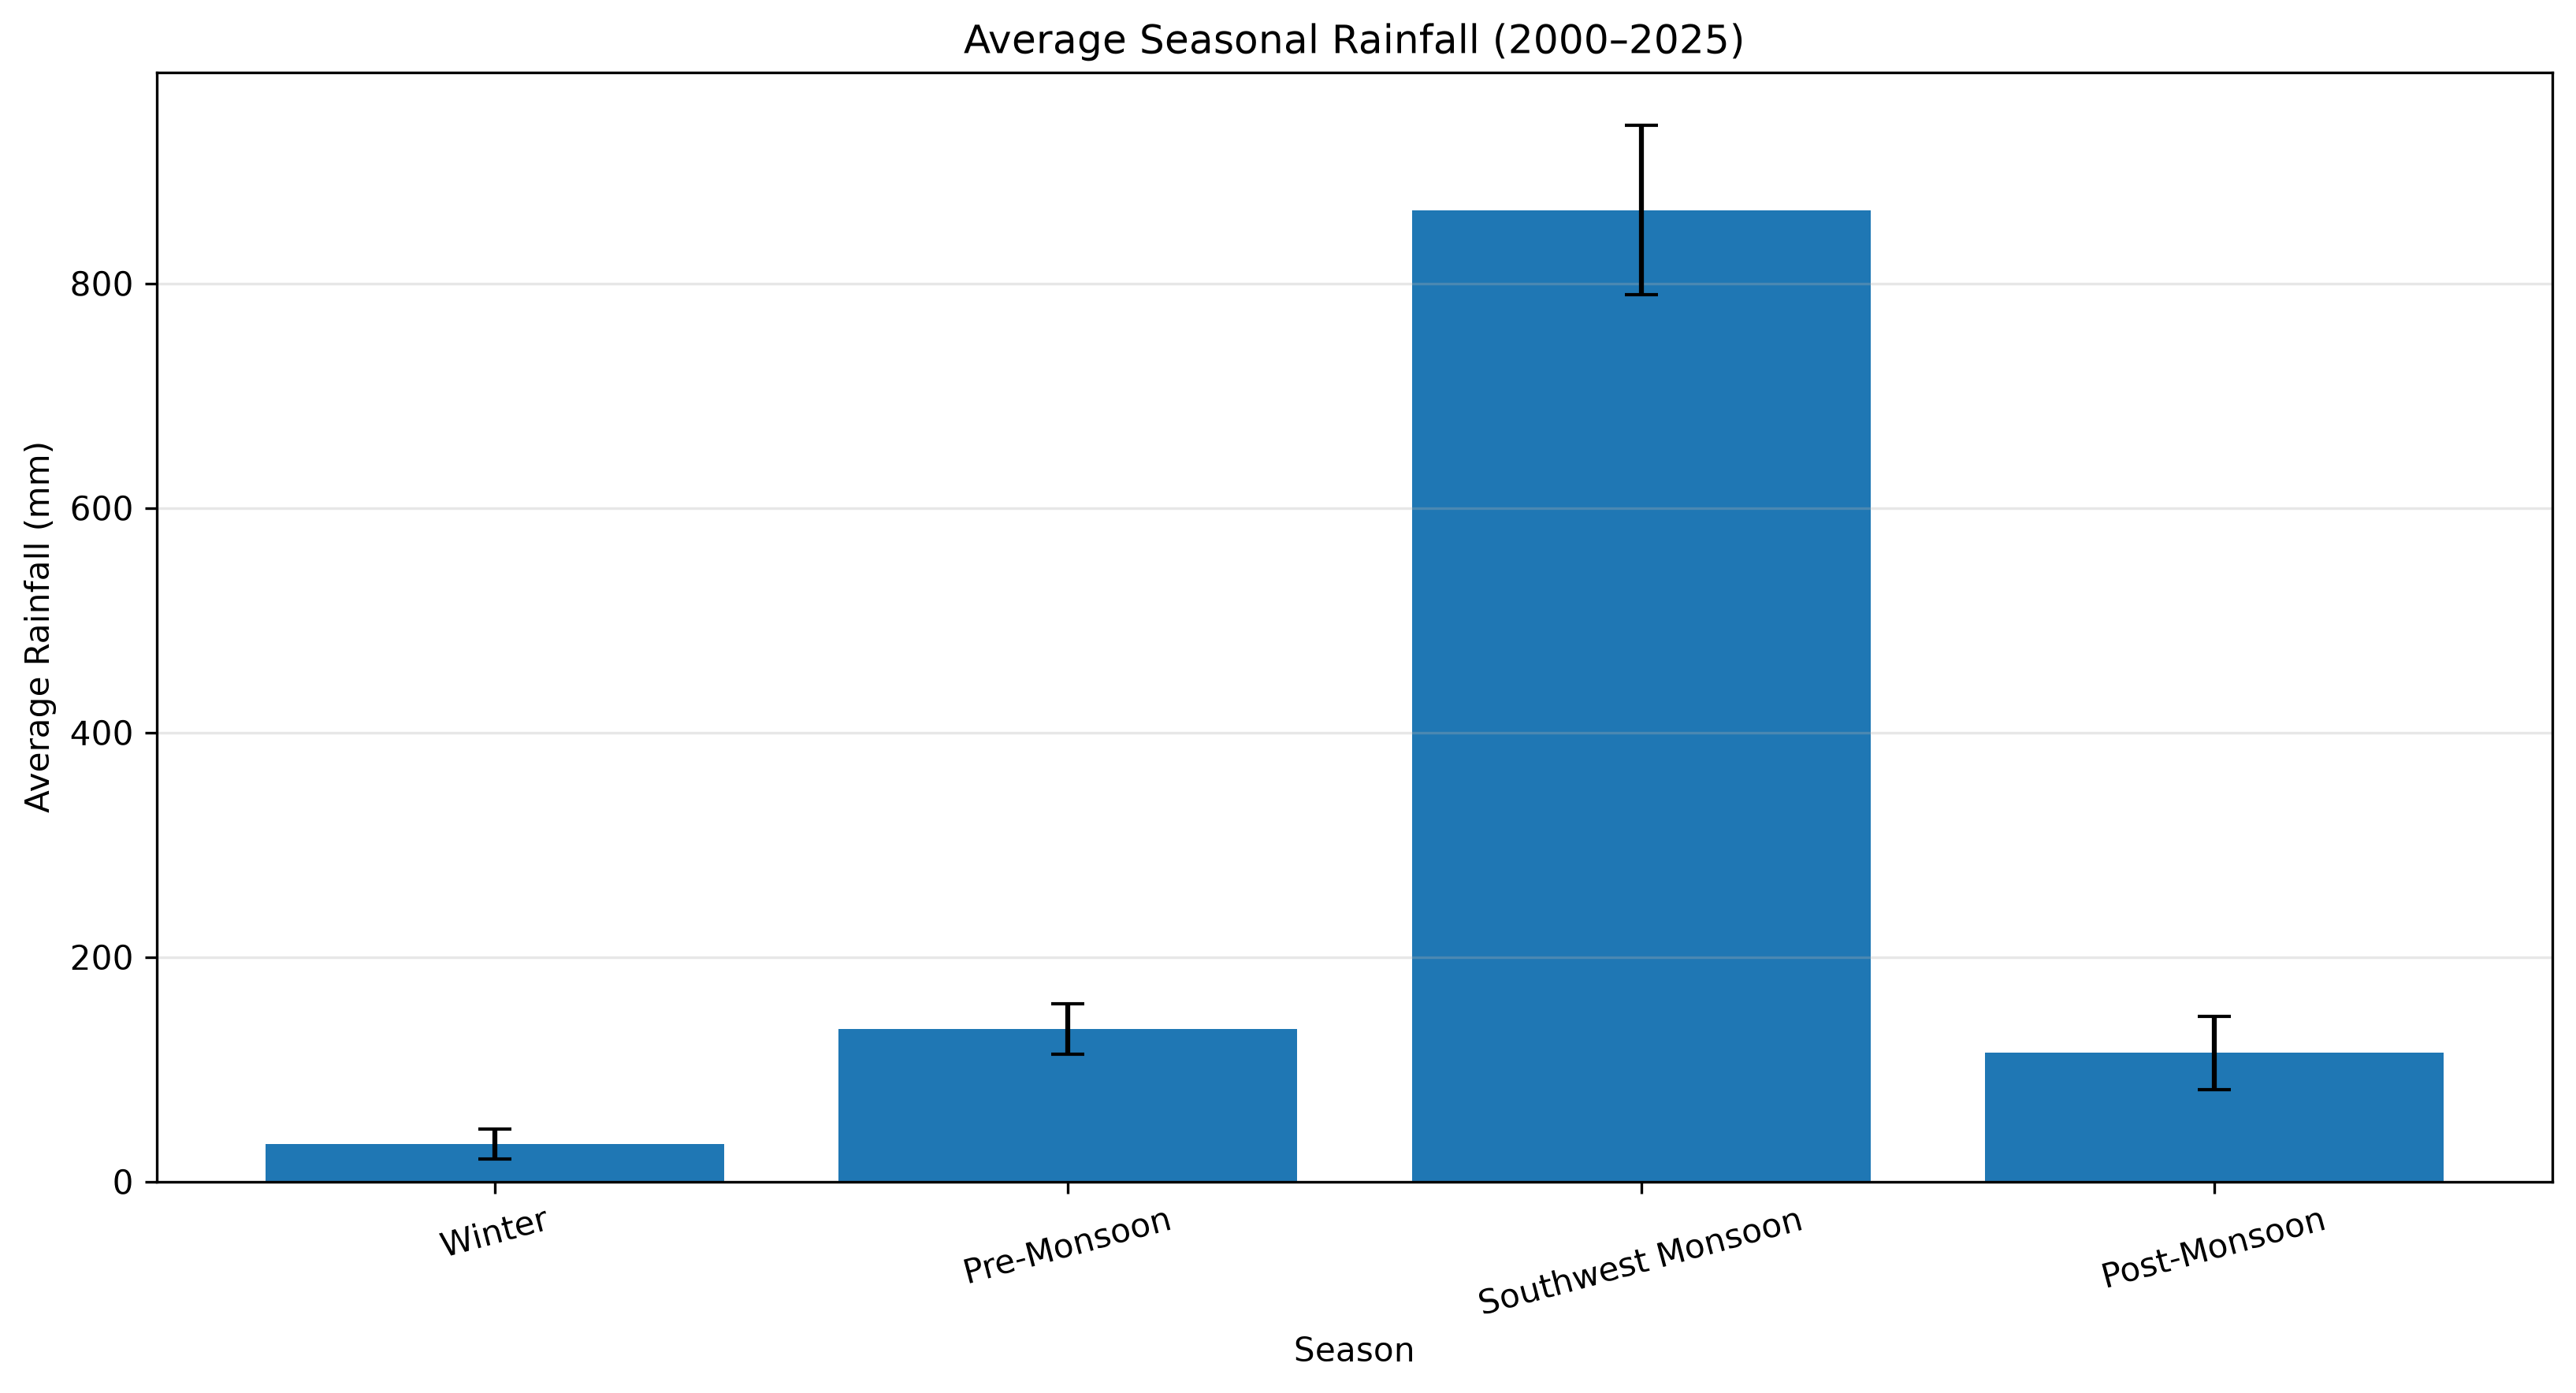 Average Seasonal Rainfall (2000–2025)
Average Rainfall (mm)
800
600
400
200
0
Winter
Pre-Monsoon
Southwest Monsoon
Post-Monsoon
Season